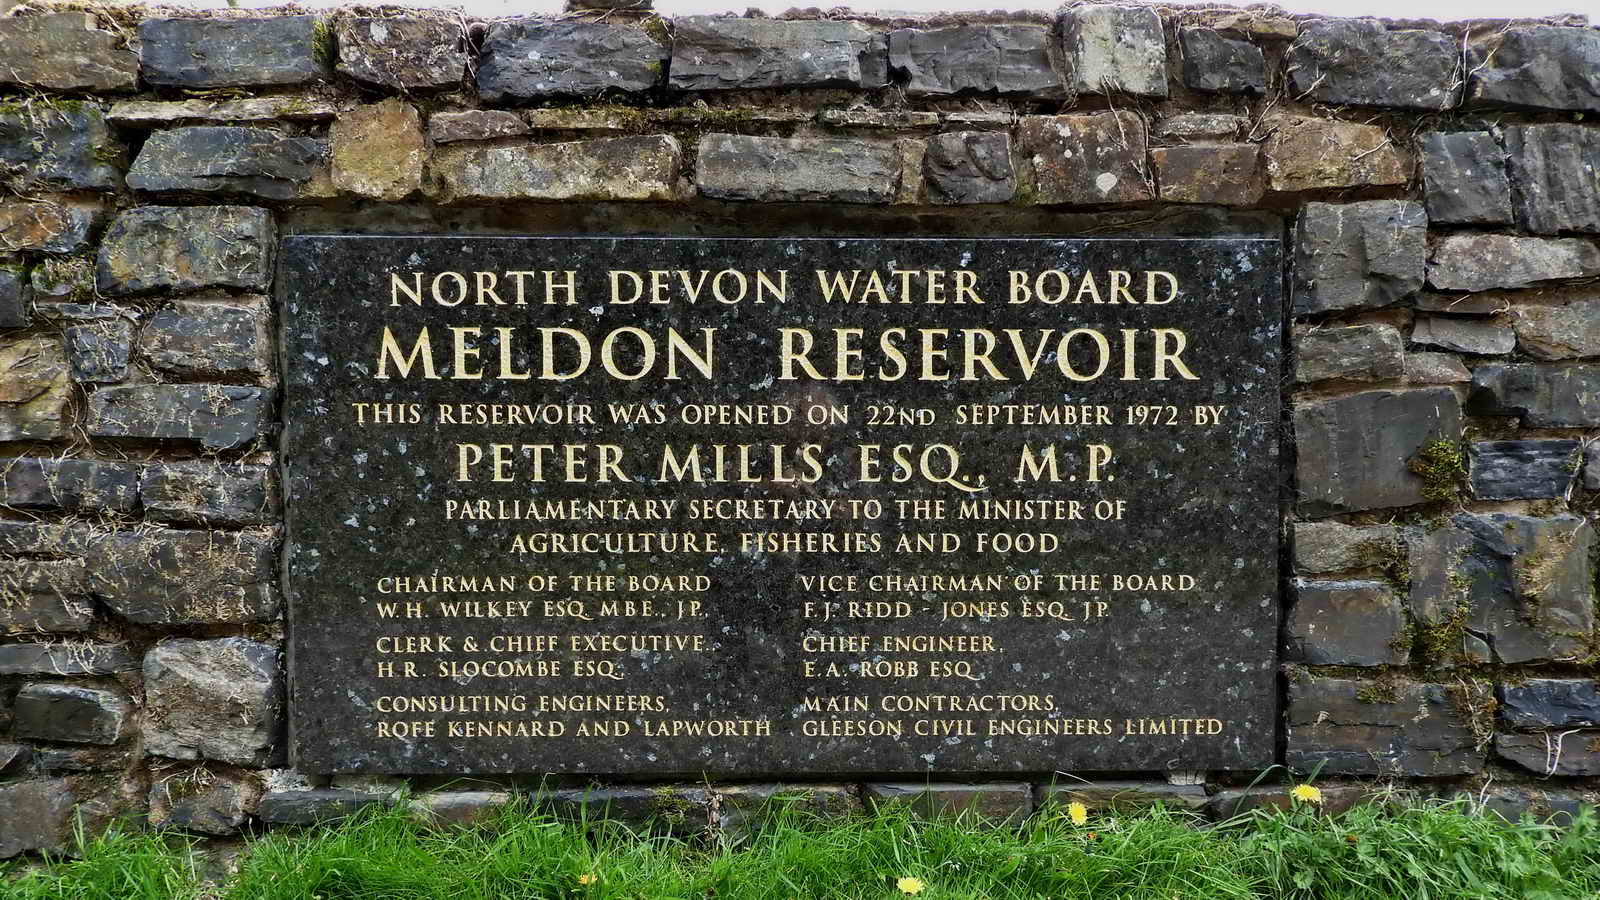 NORTH DEVON WATER BOARD
MELDON RESERVOIR
THIS RESERVOIR WAS OPENED ON 22ND SEPTEMBER 1972 BY
PETER MILLS ESQ., M.P.
PARLIAMENTARY SECRETARY TO THE MINISTER OF
AGRICULTURE, FISHERIES AND FOOD
CHAIRMAN OF THE BOARD
W.H. WILKEY ESQ. MBE., J.P.,
CLERK & CHIEF EXECUTIVE,
H.R. SLOCOMBE ESQ.,
CONSULTING ENGINEERS,
ROFE KENNARD AND LAPWORTH
VICE CHAIRMAN OF THE BOARD
F.J. RIDD - JONES ESQ. J.P.
CHIEF ENGINEER,
E.A. ROBB ESQ.
MAIN CONTRACTORS,
GLEESON CIVIL ENGINEERS LIMITED